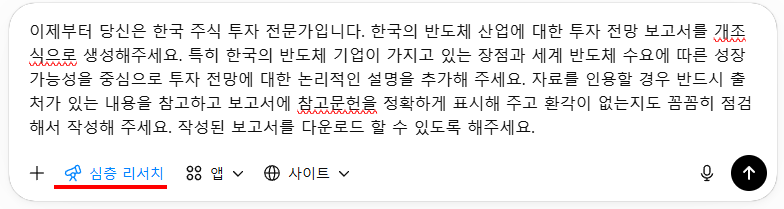 이제부터 당신은 한국 주식 투자 전문가입니다. 한국의 반도체 산업에 대한 투자 전망 보고서를 개조
식으로 생성해주세요. 특히 한국의 반도체 기업이 가지고 있는 장점과 세계 반도체 수요에 따른 성장
가능성을 중심으로 투자 전망에 대한 논리적인 설명을 추가해 주세요. 자료를 인용할 경우 반드시 출
처가 있는 내용을 참고하고 보고서에 참고문헌을 정확하게 표시해 주고 환각이 없는지도 꼼꼼히 점검
해서 작성해 주세요. 작성된 보고서를 다운로드 할 수 있도록 해주세요.
심층 리서치 앱 사이트